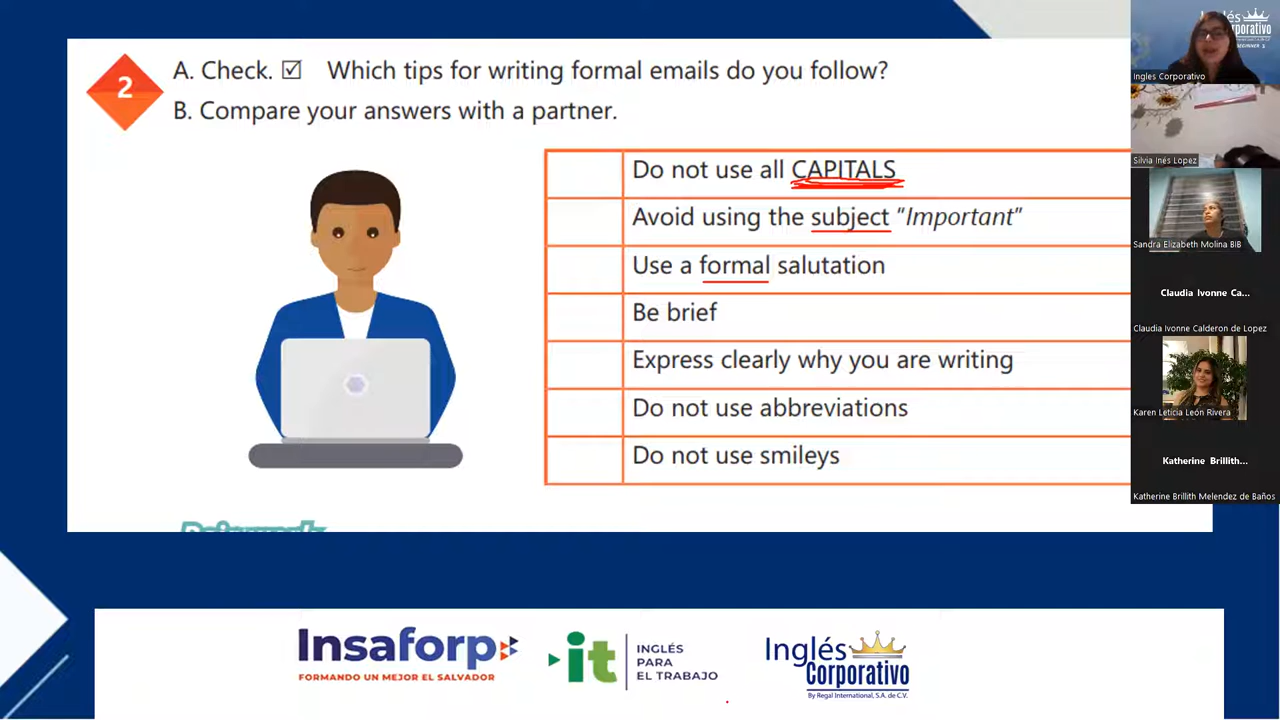 2
A. Check. ☑ Which tips for writing formal emails do you follow?
B. Compare your answers with a partner.
Do not use all CAPITALS
Avoid using the subject "Important"
Use a formal salutation
Be brief
Express clearly why you are writing
Do not use abbreviations
Do not use smileys
Insaforp
FORMANDO UN MEJOR EL SALVADOR
it
INGLÉS
PARA
EL TRABAJO
Inglés
Corporativo
By Regal International, S.A. de C.V.
Inglés
Corporativo
Ingles Corporativo
Silvia Inés Lopez
Sandra Elizabeth Molina BIB
Claudia Ivonne Ca...
Claudia Ivonne Calderon de Lopez
Karen Leticia León Rivera
Katherine Brillith...
Katherine Brillith Melendez de Baños